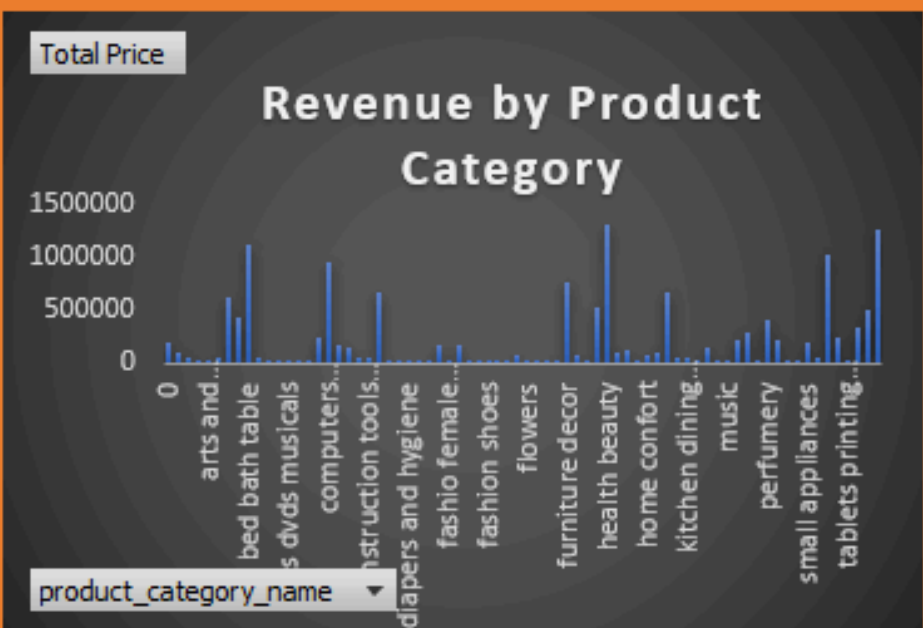 Total Price
Revenue by Product
Category
1500000
1000000
500000
0
0
arts and...
bed bath table
s dvds musicals
computers...
nstruction tools...
diapers and hygiene
fashio female...
fashion shoes
flowers
furniture decor
health beauty
home confort
kitchen dining...
music
perfumery
small appliances
tablets printing...
product_category_name